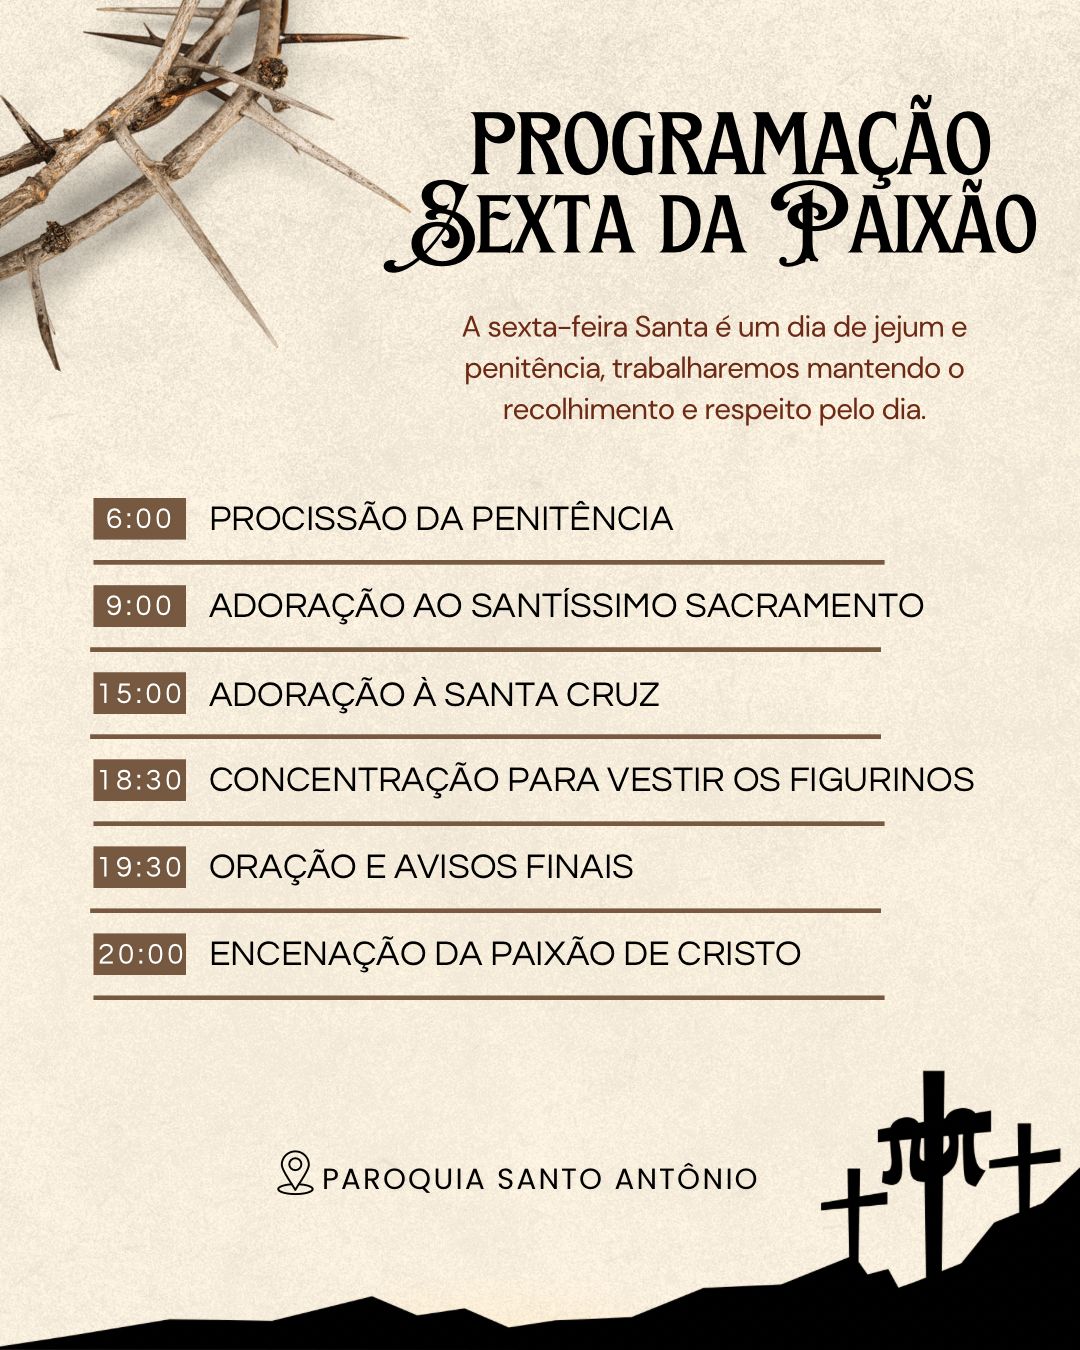 PROGRAMAÇÃO
SEXTA DA PAIXÃO
A sexta-feira Santa é um dia de jejum e
penitência, trabalharemos mantendo o
recolhimento e respeito pelo dia.
6:00 PROCISSÃO DA PENITÊNCIA
9:00 ADORAÇÃO AO SANTÍSSIMO SACRAMENTO
15:00 ADORAÇÃO À SANTA CRUZ
18:30 CONCENTRAÇÃO PARA VESTIR OS FIGURINOS
19:30 ORAÇÃO E AVISOS FINAIS
20:00 ENCENAÇÃO DA PAIXÃO DE CRISTO
PAROQUIA SANTO ANTÔNIO